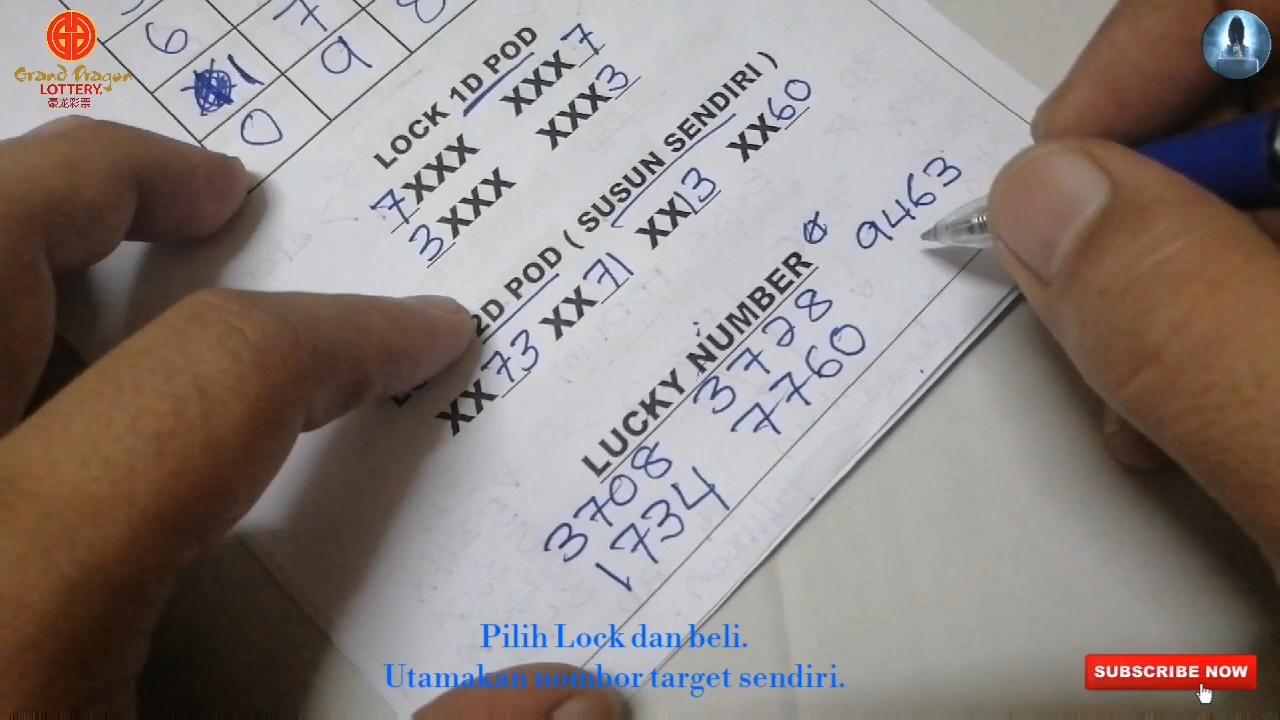 Grand Dragon
LOTTERY.
豪龙彩票
6 7 8
1 9
0
LOCK 1D POD
7XXX XXX7
3XXX XXX3
2D POD ( SUSUN SENDIRI )
XX73 XX71 XX13 XX60
LUCKY NUMBER
3708 3728
1734 7760
9463
Pilih Lock dan beli.
Utamakan nombor target sendiri.
SUBSCRIBE NOW